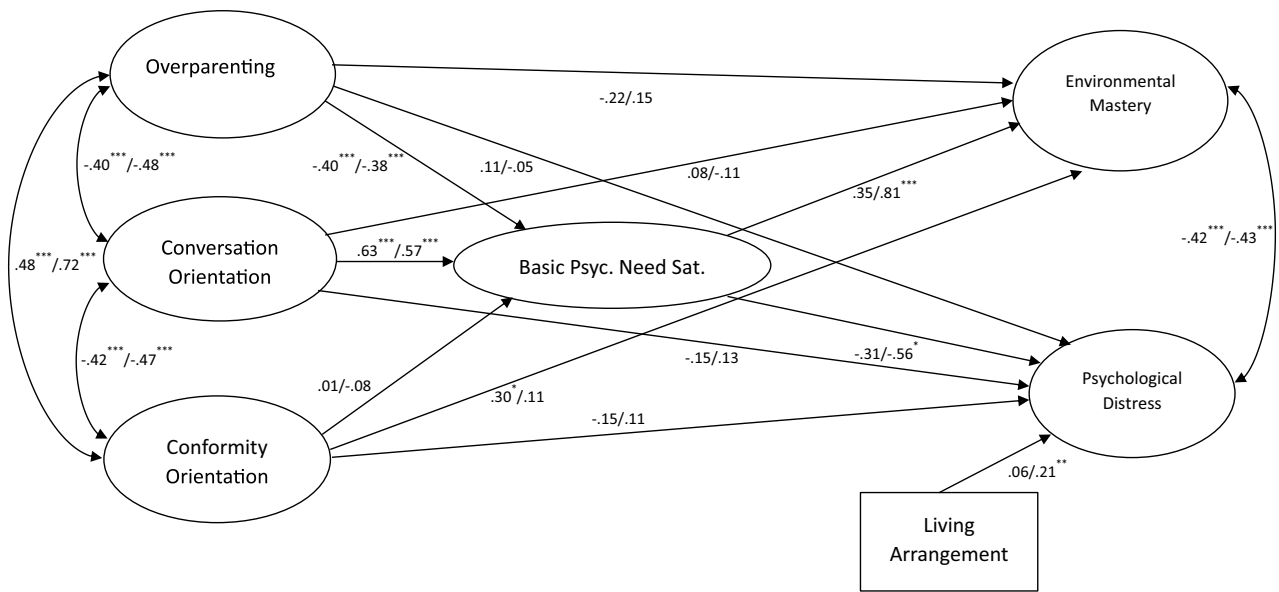 Overparenting
Environmental
Mastery
-.22/.15
-.40***/-.48***
-.40***/-.38***
.11/-.05
.08/-.11
.35/.81***
Conversation
Orientation
.63***/.57***
Basic Psyc. Need Sat.
.48***/.72***
-.42***/-.43***
-.42***/-.47***
-.15/.13
-.31/-.56*
.01/-.08
.30*/.11
Psychological
Distress
-.15/.11
Conformity
Orientation
.06/.21**
Living
Arrangement